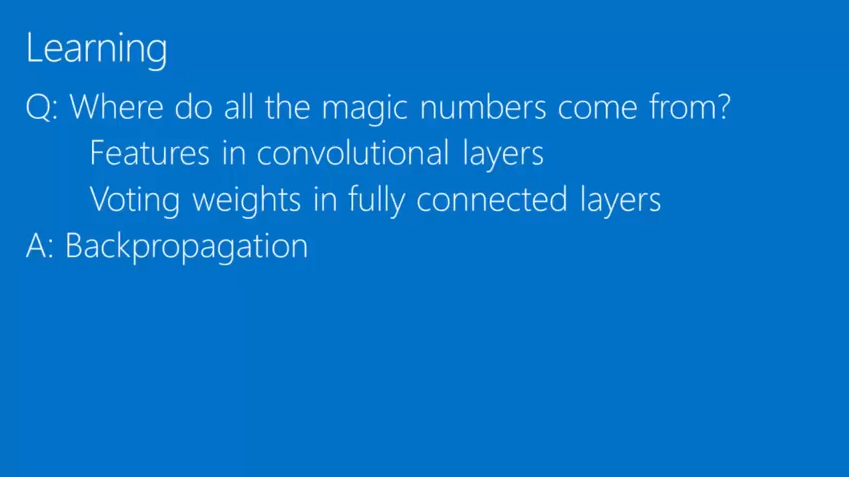 Learning
Q: Where do all the magic numbers come from?
Features in convolutional layers
Voting weights in fully connected layers
A: Backpropagation